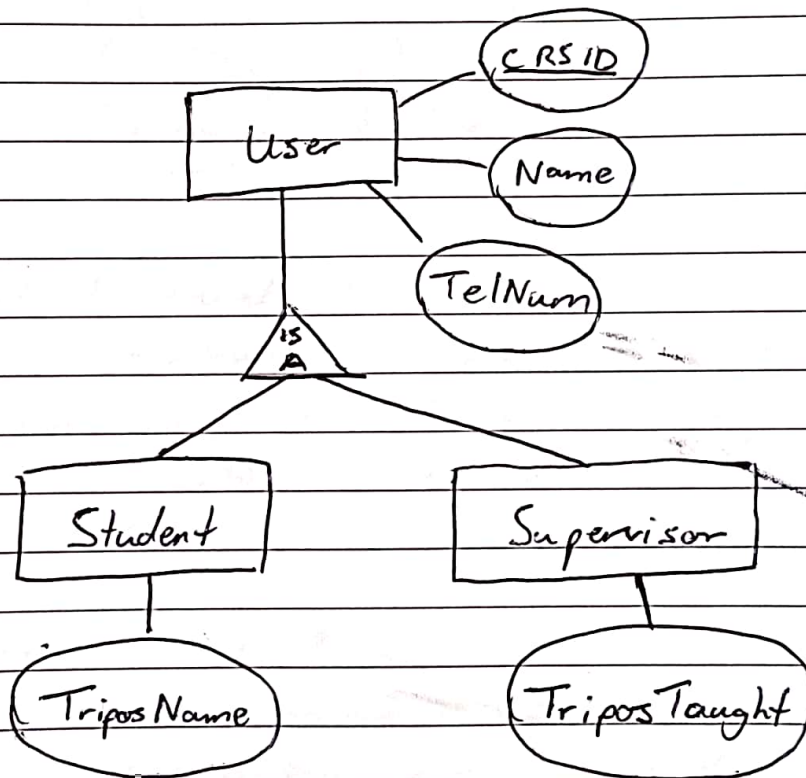 CRSID
User
Name
TelNum
IS
A
Student
Supervisor
TriposName
TriposTaught